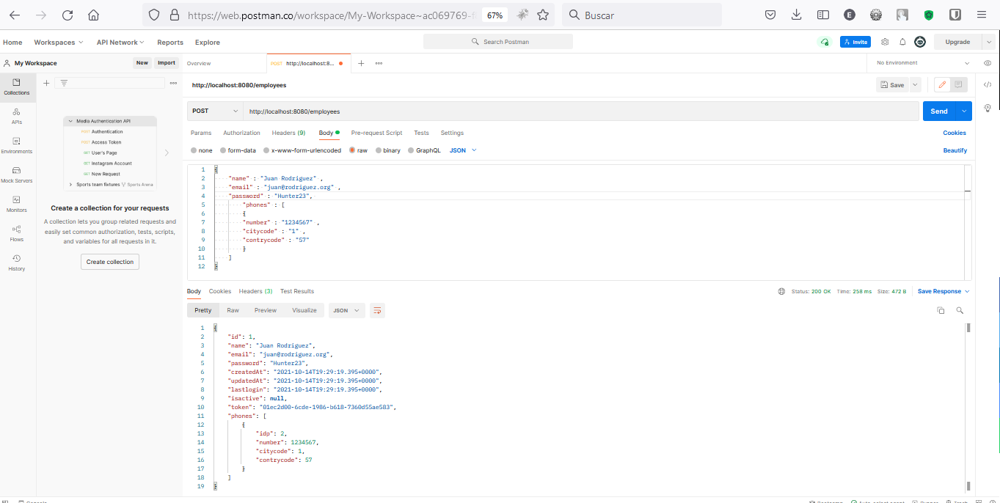 https://web.postman.co/workspace/My-Workspace~ac069769-
67%
Buscar
E
Home Workspaces API Network Reports Explore
Search Postman
Invite
Upgrade
My Workspace
New Import
Overview
POST http://localhost:8...
No Environment
Collections
APIs
Environments
Mock Servers
Monitors
Flows
History
Media Authentication API
POST Authentication
POST Access Token
GET User's Page
GET Instagram Account
GET New Request
Sports team fixtures Sports Arena
Create a collection for your requests
A collection lets you group related requests and
easily set common authorization, tests, scripts,
and variables for all requests in it.
Create collection
http://localhost:8080/employees
Save
POST
http://localhost:8080/employees
Send
Params Authorization Headers (9) Body Pre-request Script Tests Settings
Cookies
none form-data x-www-form-urlencoded raw binary GraphQL JSON
Beautify
1 {
2 "name" : "Juan Rodriguez" ,
3 "email" : "juan@rodriguez.org" ,
4 "password" : "Hunter23",
5 "phones" : [
6 {
7 "number" : "1234567" ,
8 "citycode" : "1" ,
9 "contrycode" : "57"
10 }
11 ]
12 }
Body Cookies Headers (3) Test Results
Status: 200 OK Time: 258 ms Size: 472 B
Save Response
Pretty Raw Preview Visualize JSON
1 {
2 "id": 1,
3 "name": "Juan Rodriguez",
4 "email": "juan@rodriguez.org",
5 "password": "Hunter23",
6 "createdAt": "2021-10-14T19:29:19.395+0000",
7 "updatedAt": "2021-10-14T19:29:19.395+0000",
8 "lastlogin": "2021-10-14T19:29:19.395+0000",
9 "isactive": null,
10 "token": "01ec2d00-6cde-1986-b618-7360d55ae583",
11 "phones": [
12 {
13 "idp": 2,
14 "number": 1234567,
15 "citycode": 1,
16 "contrycode": 57
17 }
18 ]
19 }